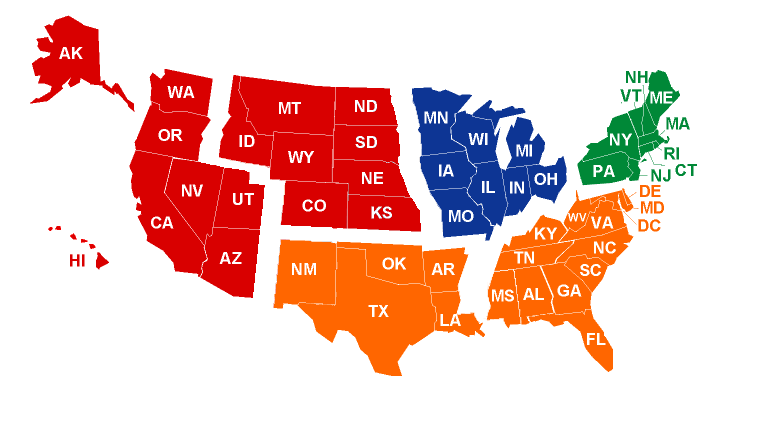 AK
WA
MT
ND
OR
ID
WY
SD
NE
NV
UT
CO
KS
CA
AZ
HI
MN
WI
MI
IA
IL
IN
OH
MO
NH
VT
ME
NY
MA
RI
CT
PA
NJ
DE
MD
DC
WV
VA
KY
NC
TN
SC
NM
OK
AR
TX
LA
MS
AL
GA
FL